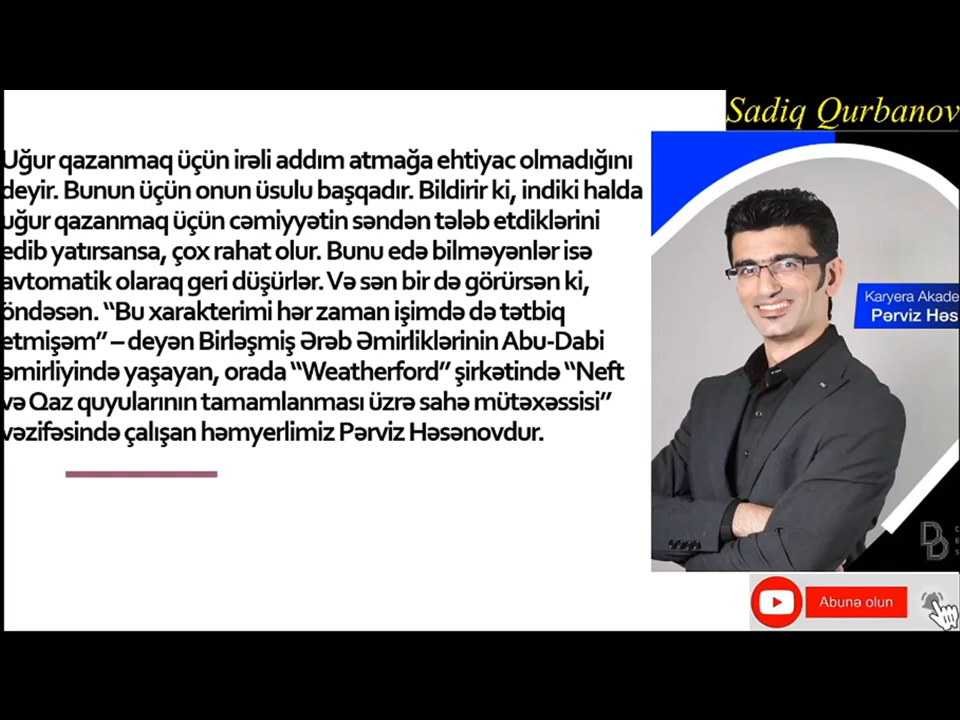 Sadiq Qurbanov
Uğur qazanmaq üçün irəli addım atmağa ehtiyac olmadığını
deyir. Bunun üçün onun üsulu başqadır. Bildirir ki, indiki halda
uğur qazanmaq üçün cəmiyyətin səndən tələb etdiklərini
edib yatırsansa, çox rahat olur. Bunu edə bilməyənlər isə
avtomatik olaraq geri düşürlər. Və sən bir də görürsən ki,
öndəsən. “Bu xarakterimi hər zaman işimdə də tətbiq
etmişəm” – deyən Birləşmiş Ərəb Əmirliklərinin Abu-Dabi
əmirliyində yaşayan, orada “Weatherford” şirkətində “Neft
və Qaz quyularının tamamlanması üzrə sahə mütəxəssisi”
vəzifəsində çalışan həmyerlimiz Pərviz Həsənovdur.
Karyera Akade
Pərviz Həs
Abunə olun